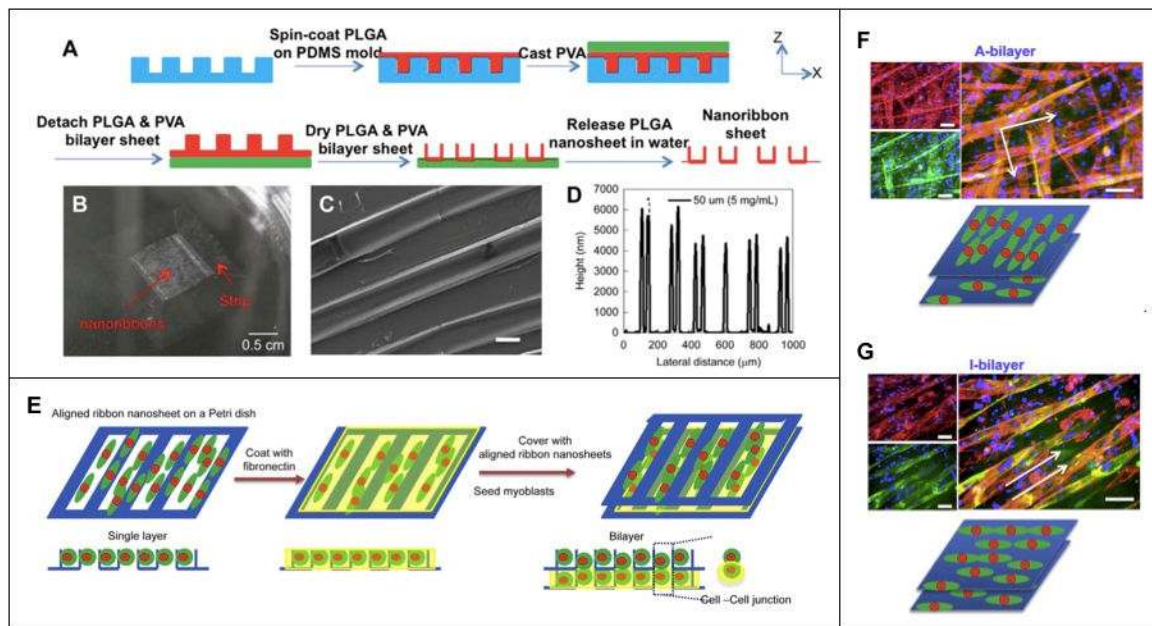 A
Spin-coat PLGA
on PDMS mold
Cast PVA
Z
X
Detach PLGA & PVA
bilayer sheet
Dry PLGA & PVA
bilayer sheet
Release PLGA
nanosheet in water
Nanoribbon
sheet
B
nanoribbons
Strip
0.5 cm
C
D
50 um (5 mg/mL)
Height (nm)
7000
6000
5000
4000
3000
2000
1000
0
0 200 400 600 800 1000
Lateral distance (μm)
E
Aligned ribbon nanosheet on a Petri dish
Coat with
fibronectin
Cover with
aligned ribbon nanosheets
Seed myoblasts
Single layer
Bilayer
Cell –Cell junction
F
A-bilayer
G
I-bilayer